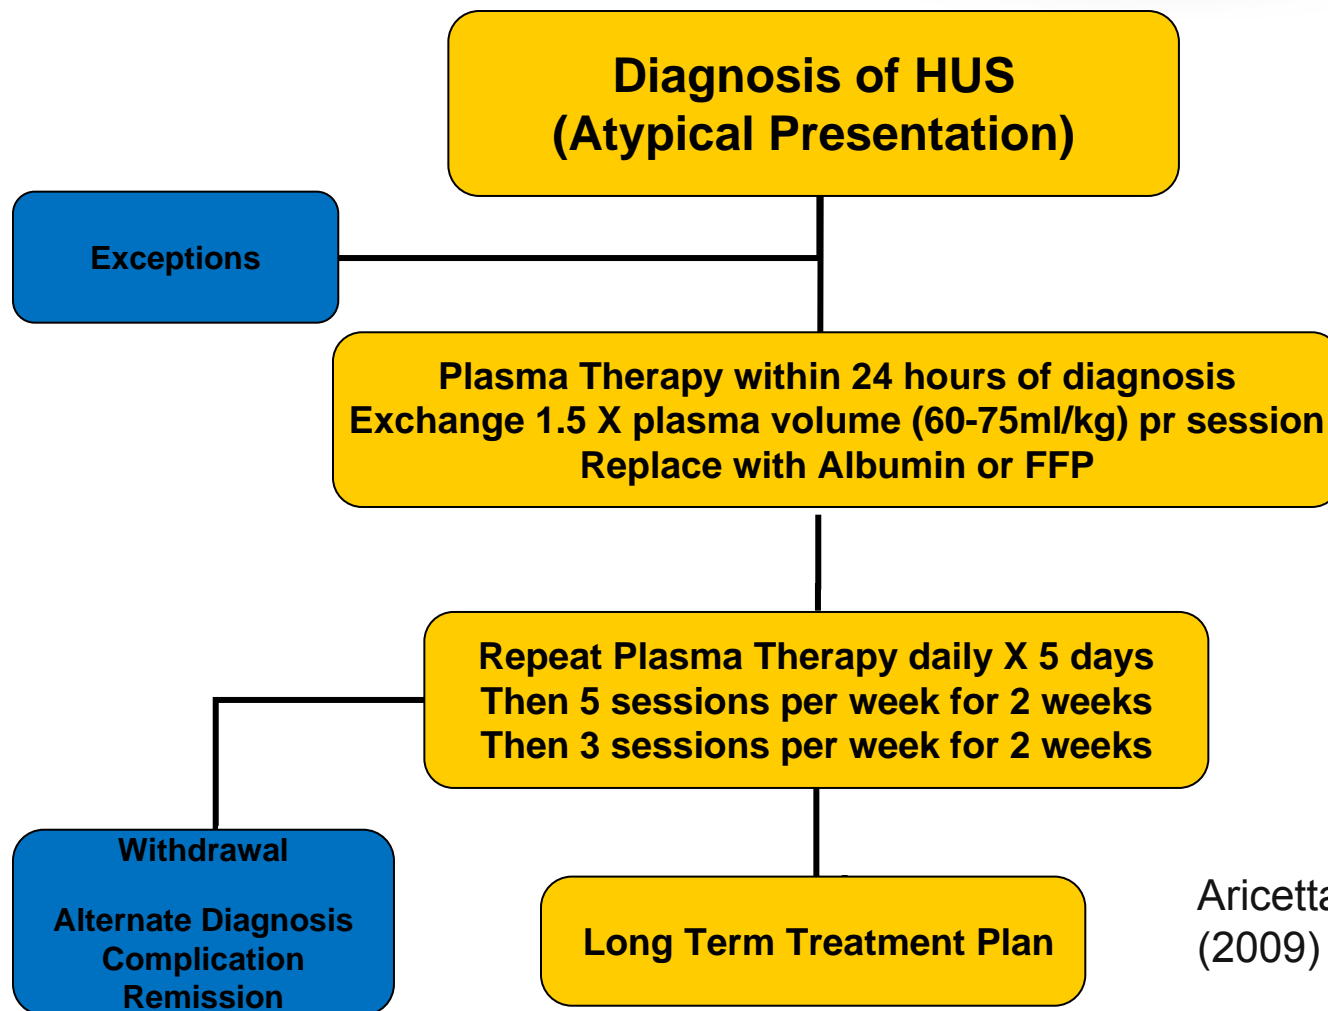 Diagnosis of HUS
(Atypical Presentation)
Exceptions
Plasma Therapy within 24 hours of diagnosis
Exchange 1.5 X plasma volume (60-75ml/kg) pr session
Replace with Albumin or FFP
Repeat Plasma Therapy daily X 5 days
Then 5 sessions per week for 2 weeks
Then 3 sessions per week for 2 weeks
Withdrawal
Alternate Diagnosis
Complication
Remission
Long Term Treatment Plan
Aricetta
(2009)